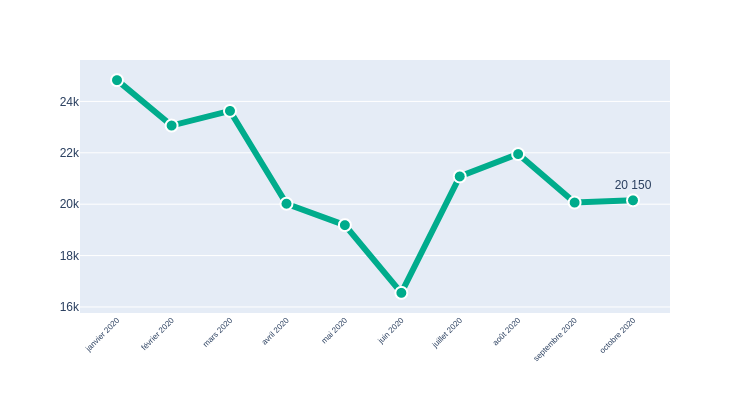 24k
22k
20k
18k
16k
20 150
janvier 2020
février 2020
mars 2020
avril 2020
mai 2020
juin 2020
juillet 2020
août 2020
septembre 2020
octobre 2020